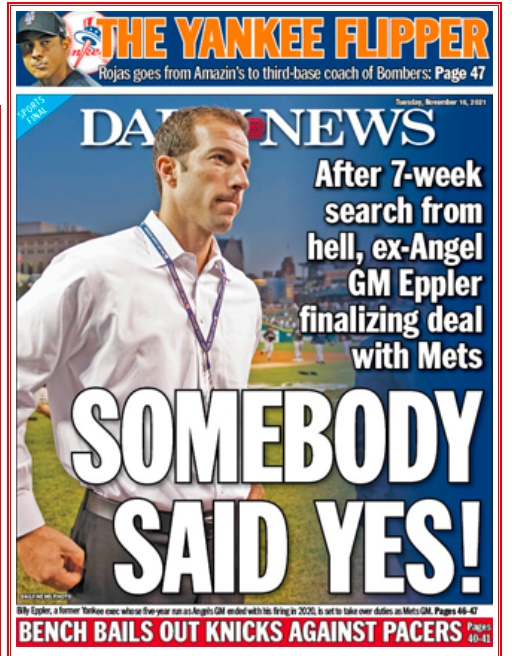 THE YANKEE FLIPPER
Rojas goes from Amazin's to third-base coach of Bombers: Page 47
SPORTS
FINAL
Tuesday, November 16, 2021
DAILY NEWS
After 7-week
search from
hell, ex-Angel
GM Eppler
finalizing deal
with Mets
SOMEBODY
SAID YES!
DAILY NEWS PHOTO
Billy Eppler, a former Yankee exec whose five-year run as Angels GM ended with his firing in 2020, is set to take over duties as Mets GM. Pages 46-47
BENCH BAILS OUT KNICKS AGAINST PACERS Pages
40-41